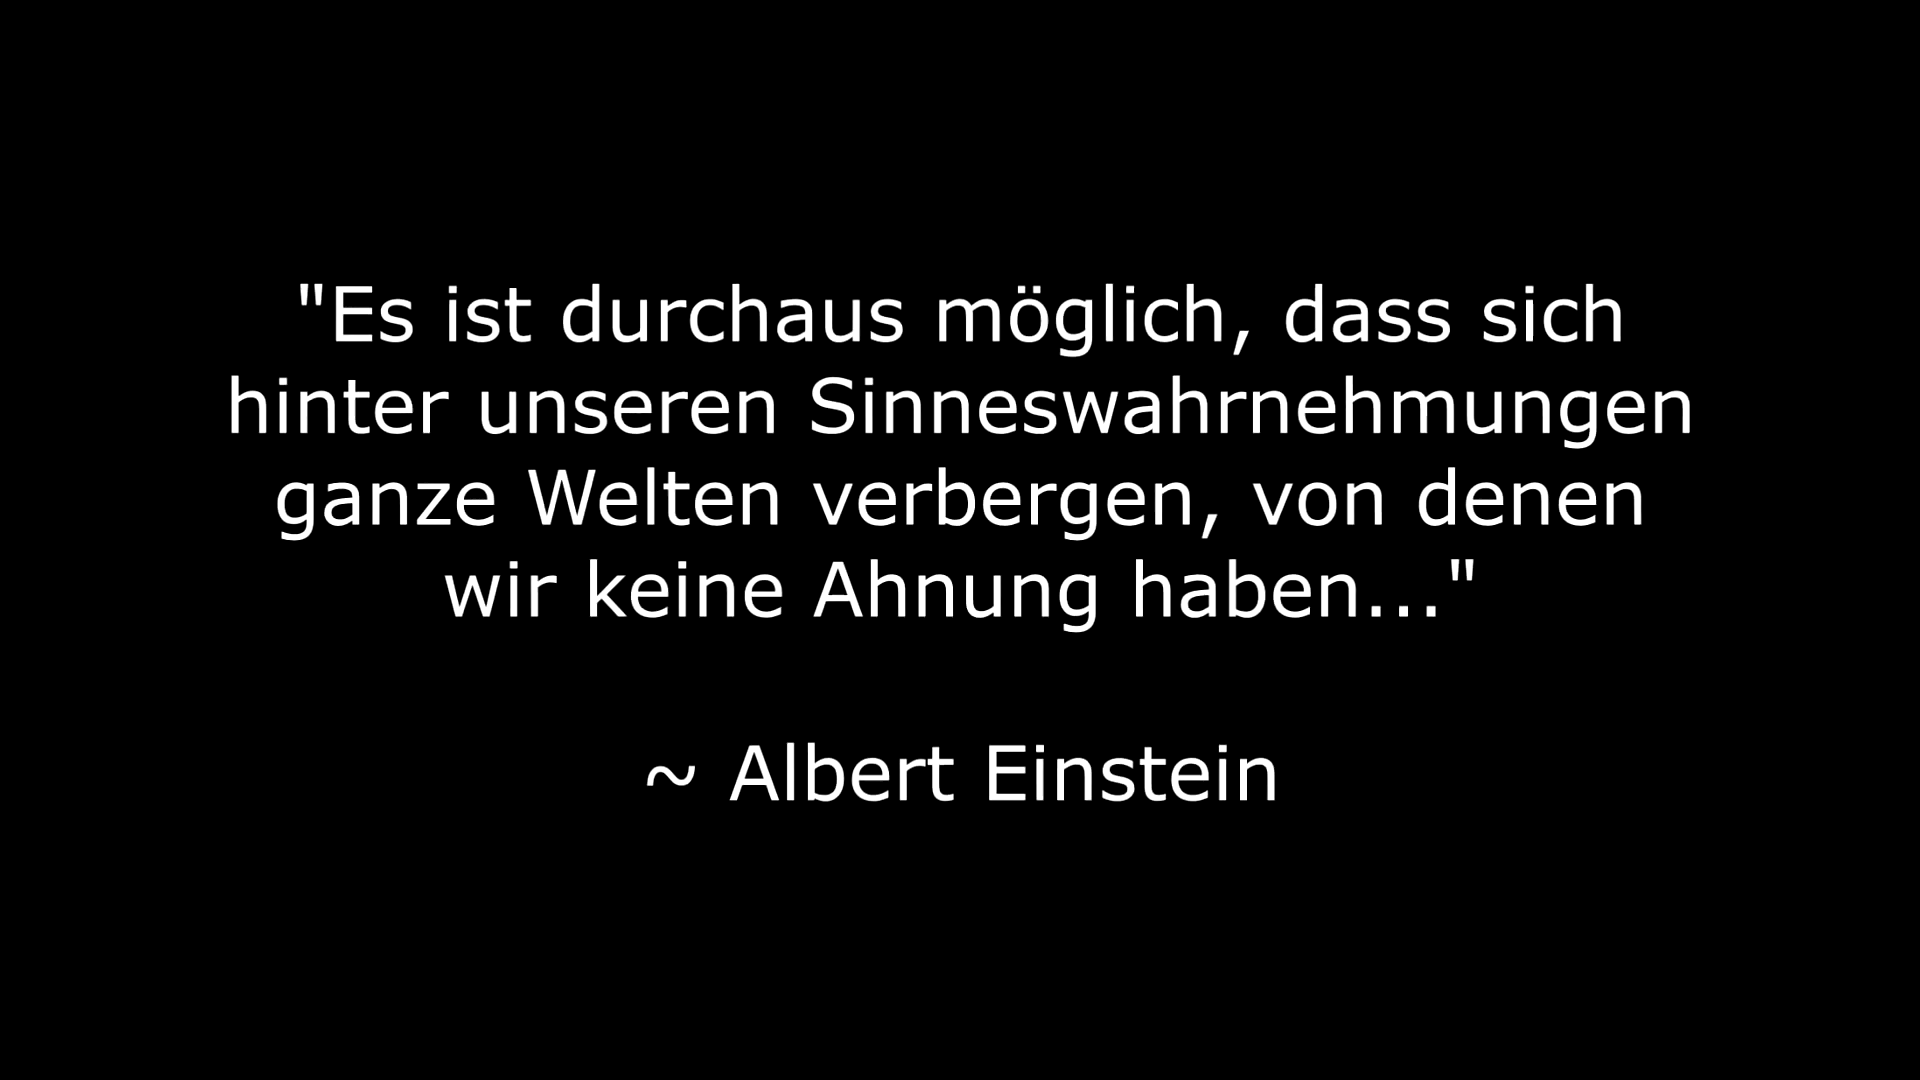 "Es ist durchaus möglich, dass sich
hinter unseren Sinneswahrnehmungen
ganze Welten verbergen, von denen
wir keine Ahnung haben..."
~ Albert Einstein